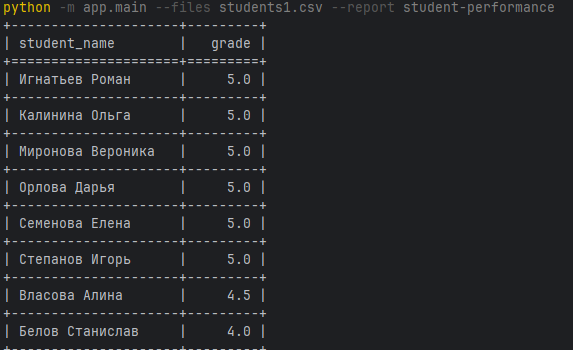 python -m app.main --files students1.csv --report student-performance
+--------------------+---------+
| student_name       |   grade |
+====================+=========+
| Игнатьев Роман     |     5.0 |
+--------------------+---------+
| Калинина Ольга     |     5.0 |
+--------------------+---------+
| Миронова Вероника  |     5.0 |
+--------------------+---------+
| Орлова Дарья       |     5.0 |
+--------------------+---------+
| Семенова Елена     |     5.0 |
+--------------------+---------+
| Степанов Игорь     |     5.0 |
+--------------------+---------+
| Власова Алина      |     4.5 |
+--------------------+---------+
| Белов Станислав    |     4.0 |
+--------------------+---------+